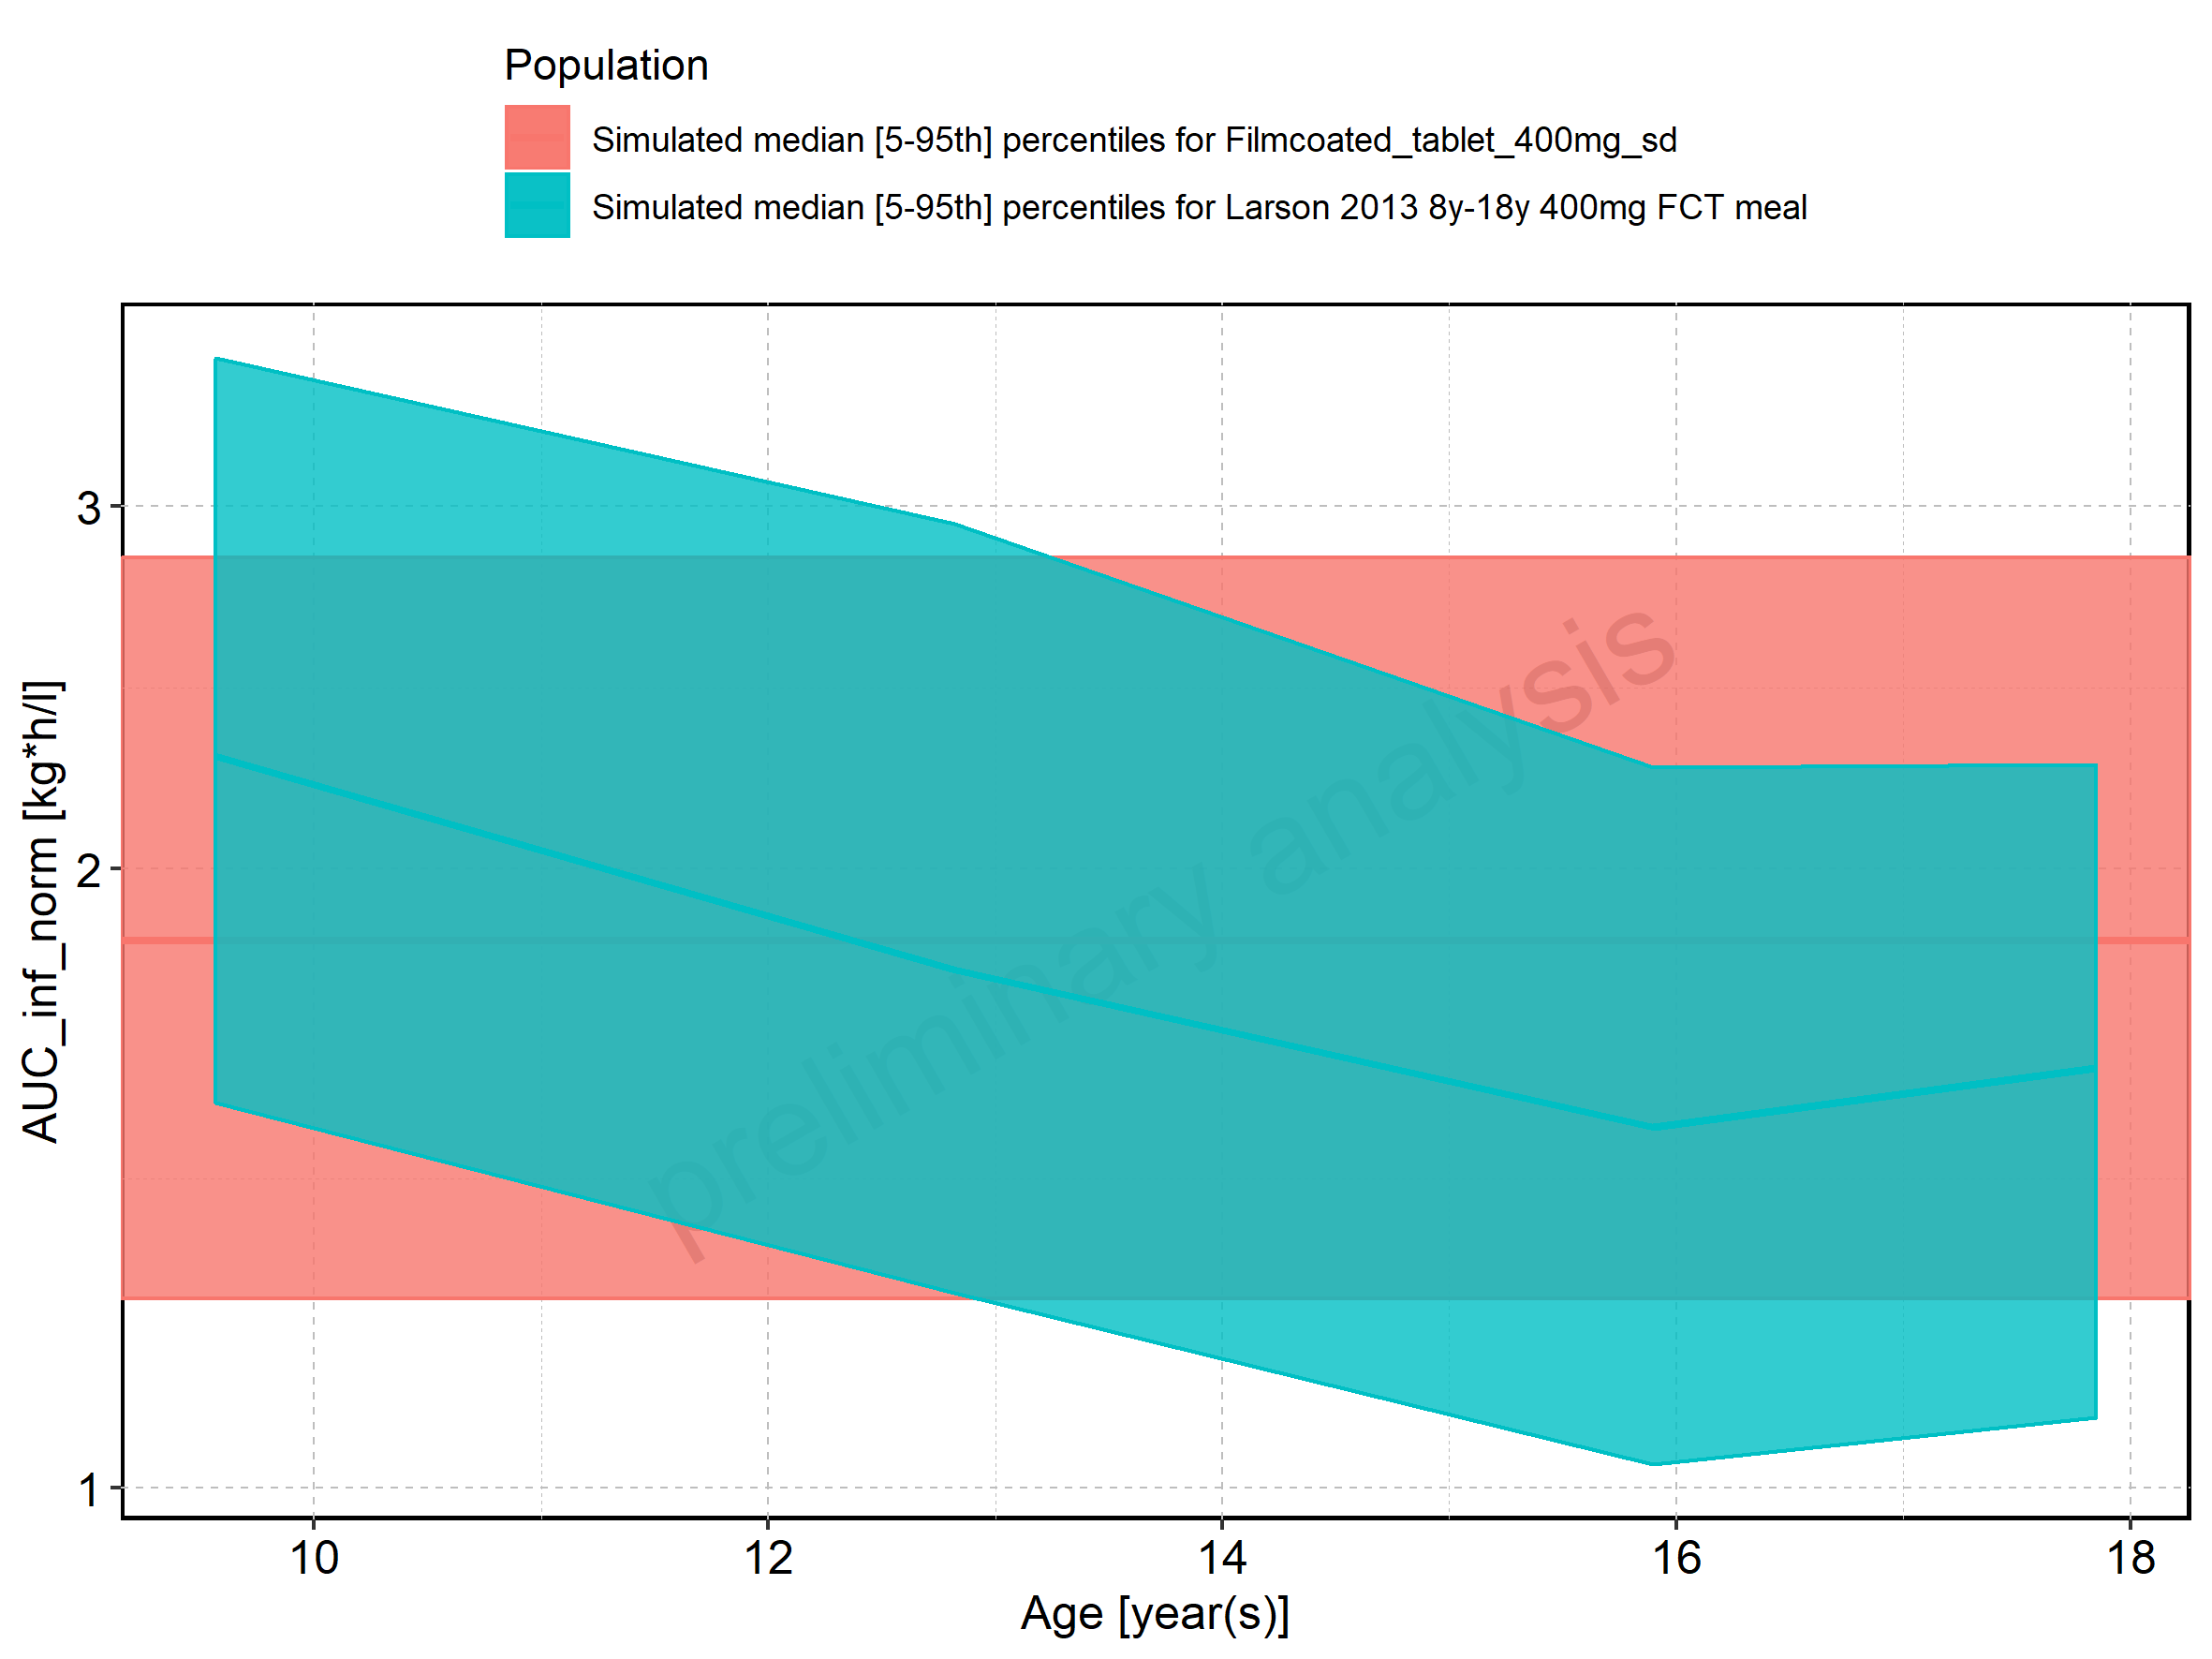 Population
Simulated median [5-95th] percentiles for Filmcoated_tablet_400mg_sd
Simulated median [5-95th] percentiles for Larson 2013 8y-18y 400mg FCT meal
AUC_inf_norm [kg*h/l]
3
2
1
preliminary analysis
10 12 14 16 18
Age [year(s)]